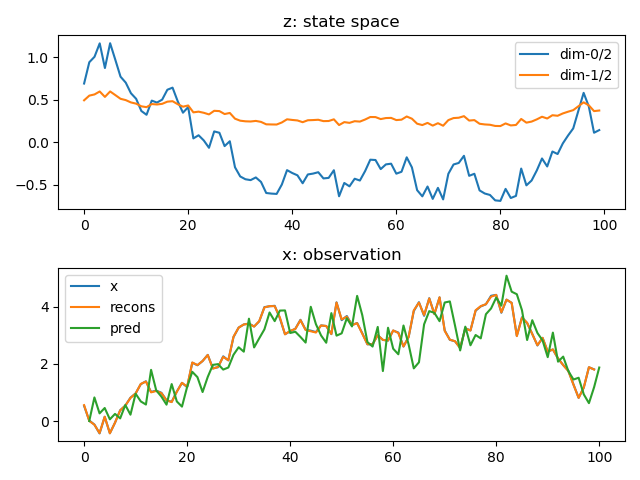 z: state space
dim-0/2
dim-1/2
1.0
0.5
0.0
−0.5
0 20 40 60 80 100
x: observation
x
recons
pred
4
2
0
0 20 40 60 80 100